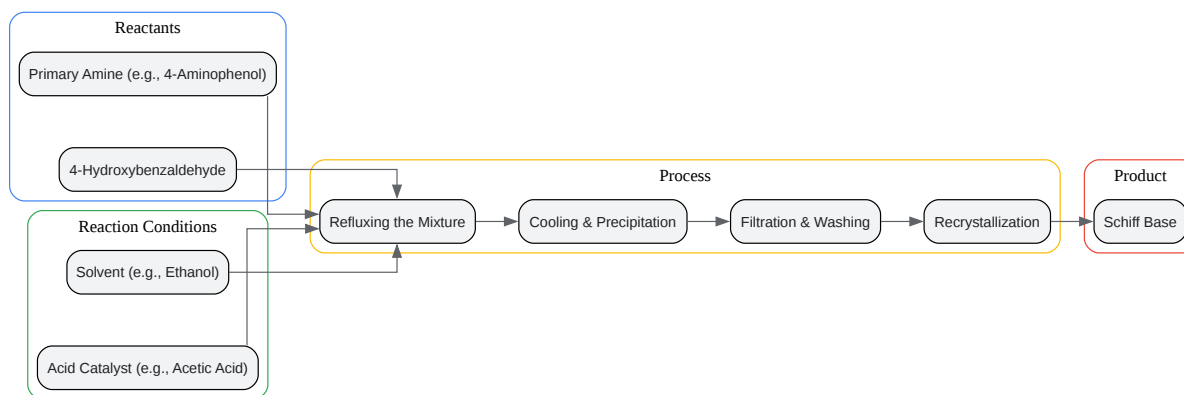 Reactants
Primary Amine (e.g., 4-Aminophenol)
4-Hydroxybenzaldehyde
Reaction Conditions
Solvent (e.g., Ethanol)
Acid Catalyst (e.g., Acetic Acid)
Process
Refluxing the Mixture
Cooling & Precipitation
Filtration & Washing
Recrystallization
Product
Schiff Base